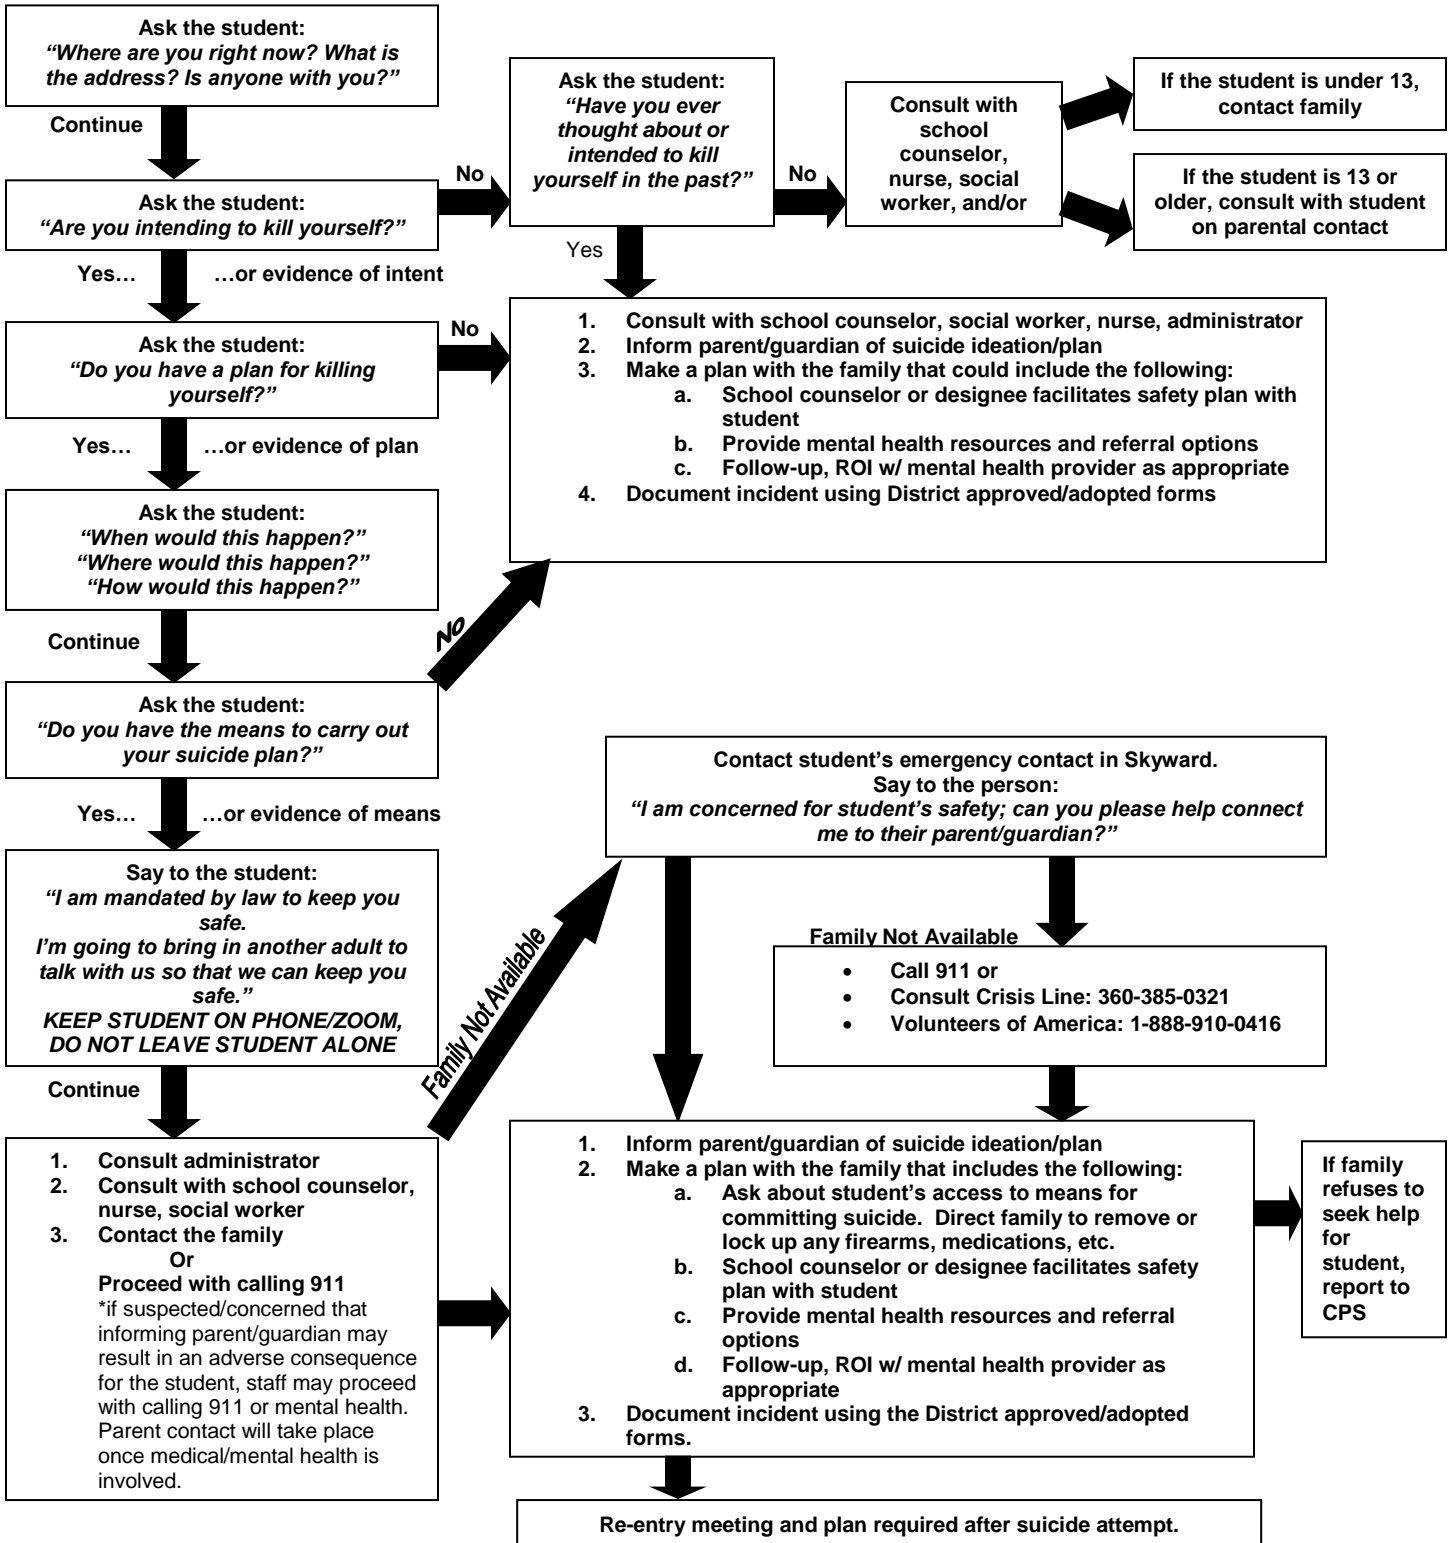 Ask the student:
“Where are you right now? What is
the address? Is anyone with you?”
Continue
Ask the student:
“Are you intending to kill yourself?”
No
Ask the student:
“Have you ever
thought about or
intended to kill
yourself in the past?”
No
Consult with
school
counselor,
nurse, social
worker, and/or
If the student is under 13,
contact family
If the student is 13 or
older, consult with student
on parental contact
Yes
Yes… …or evidence of intent
Ask the student:
“Do you have a plan for killing
yourself?”
No
1. Consult with school counselor, social worker, nurse, administrator
2. Inform parent/guardian of suicide ideation/plan
3. Make a plan with the family that could include the following:
a. School counselor or designee facilitates safety plan with
student
b. Provide mental health resources and referral options
c. Follow-up, ROI w/ mental health provider as appropriate
4. Document incident using District approved/adopted forms
Yes… …or evidence of plan
Ask the student:
“When would this happen?”
“Where would this happen?”
“How would this happen?”
Continue
No
Ask the student:
“Do you have the means to carry out
your suicide plan?”
Yes… …or evidence of means
Say to the student:
“I am mandated by law to keep you
safe.
I’m going to bring in another adult to
talk with us so that we can keep you
safe.”
KEEP STUDENT ON PHONE/ZOOM,
DO NOT LEAVE STUDENT ALONE
Continue
1. Consult administrator
2. Consult with school counselor,
nurse, social worker
3. Contact the family
Or
Proceed with calling 911
*if suspected/concerned that
informing parent/guardian may
result in an adverse consequence
for the student, staff may proceed
with calling 911 or mental health.
Parent contact will take place
once medical/mental health is
involved.
Family Not Available
Contact student’s emergency contact in Skyward.
Say to the person:
“I am concerned for student’s safety; can you please help connect
me to their parent/guardian?”
Family Not Available
• Call 911 or
• Consult Crisis Line: 360-385-0321
• Volunteers of America: 1-888-910-0416
1. Inform parent/guardian of suicide ideation/plan
2. Make a plan with the family that includes the following:
a. Ask about student’s access to means for
committing suicide. Direct family to remove or
lock up any firearms, medications, etc.
b. School counselor or designee facilitates safety
plan with student
c. Provide mental health resources and referral
options
d. Follow-up, ROI w/ mental health provider as
appropriate
3. Document incident using the District approved/adopted
forms.
If family
refuses to
seek help
for
student,
report to
CPS
Re-entry meeting and plan required after suicide attempt.